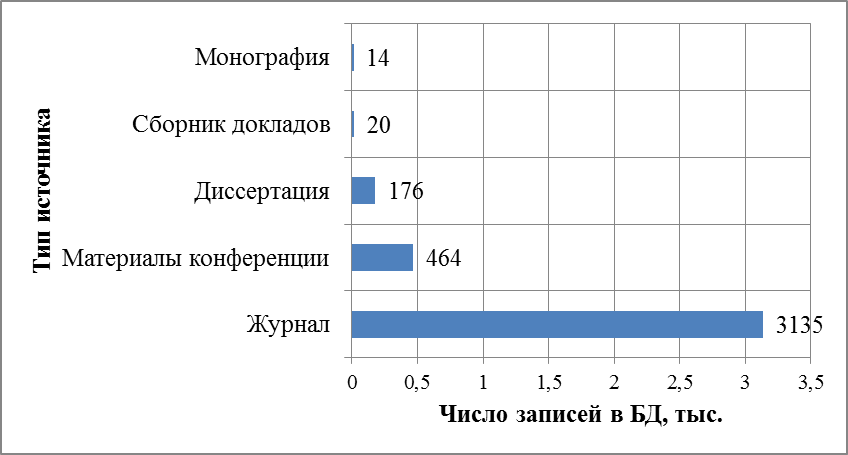 Тип источника
Монография 14
Сборник докладов 20
Диссертация 176
Материалы конференции 464
Журнал 3135
0 0,5 1 1,5 2 2,5 3 3,5
Число записей в БД, тыс.